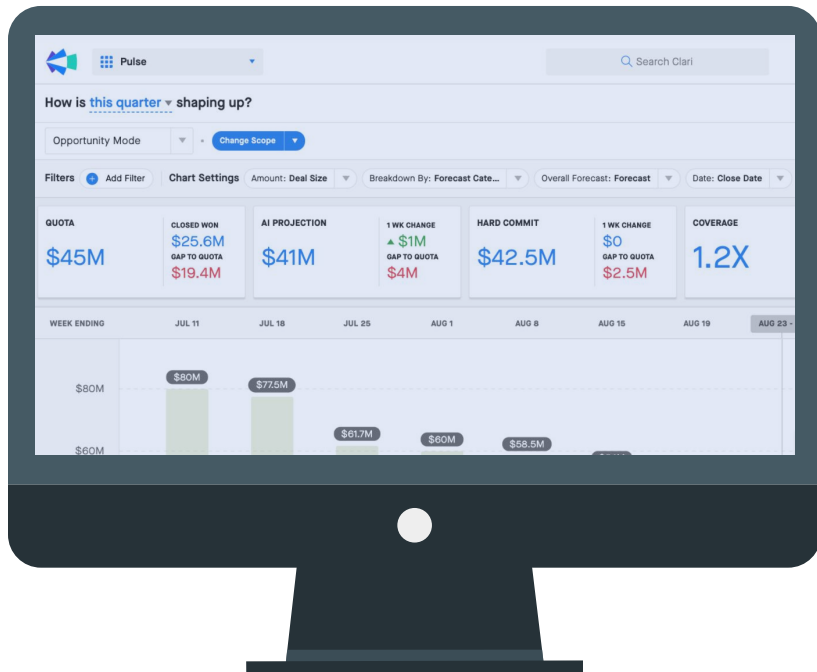 Pulse
Search Clari
How is this quarter shaping up?
Opportunity Mode
Change Scope
Filters Add Filter Chart Settings Amount: Deal Size Breakdown By: Forecast Cate... Overall Forecast: Forecast Date: Close Date
QUOTA
$45M
CLOSED WON
$25.6M
GAP TO QUOTA
$19.4M
AI PROJECTION
$41M
1 WK CHANGE
$1M
GAP TO QUOTA
$4M
HARD COMMIT
$42.5M
1 WK CHANGE
$0
GAP TO QUOTA
$2.5M
COVERAGE
1.2X
WEEK ENDING JUL 11 JUL 18 JUL 25 AUG 1 AUG 8 AUG 15 AUG 19 AUG 23 -
$80M
$77.5M
$80M
$61.7M
$60M
$58.5M
$60M